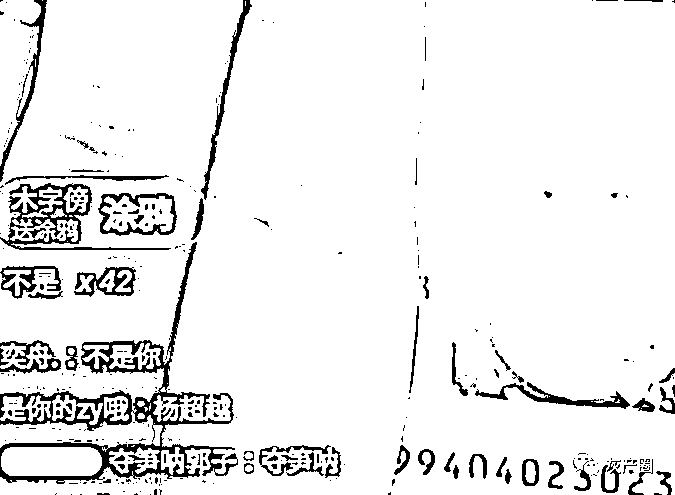 木字傍
送涂鸦
涂鸦
不是 x42
奕舟.：不是你
是你的zy哦：杨超越
夺笋呐郭子：：夺笋呐
99404023023
灰产圈